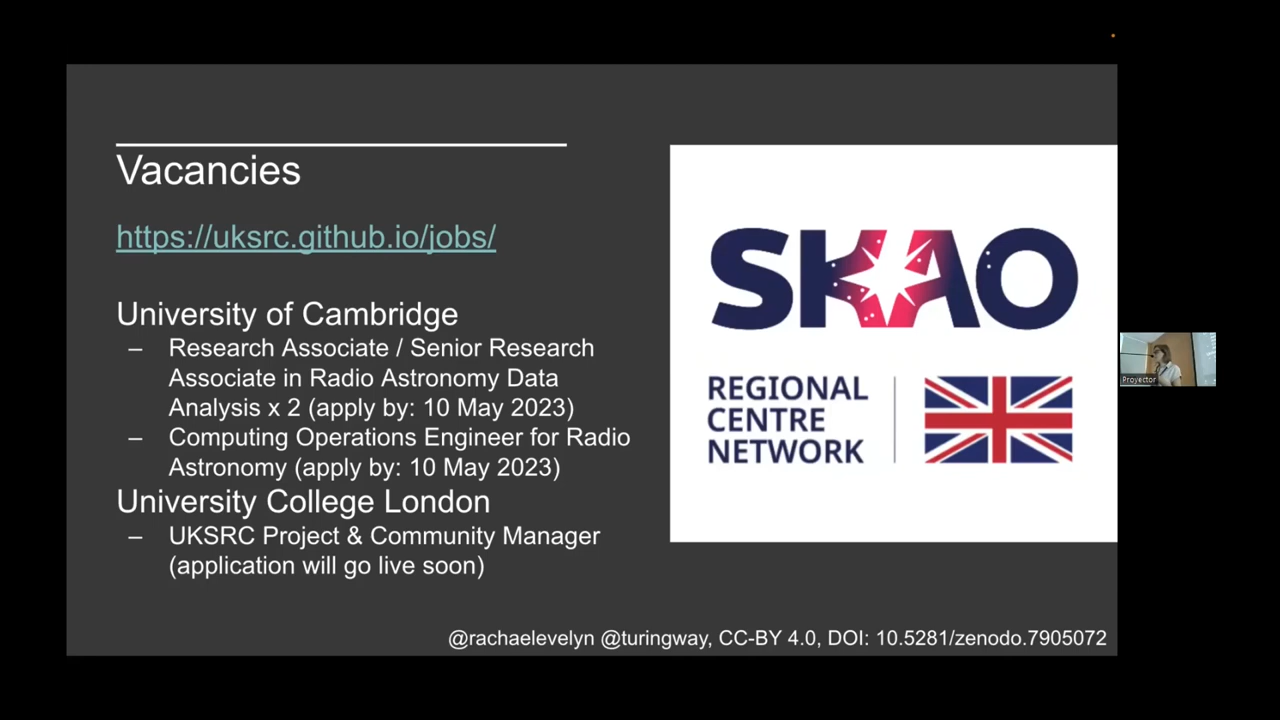 Vacancies
https://uksrc.github.io/jobs/
University of Cambridge
– Research Associate / Senior Research
Associate in Radio Astronomy Data
Analysis x 2 (apply by: 10 May 2023)
– Computing Operations Engineer for Radio
Astronomy (apply by: 10 May 2023)
University College London
– UKSRC Project & Community Manager
(application will go live soon)
SKAO
REGIONAL
CENTRE
NETWORK
Proyector
@rachaelevelyn @turingway, CC-BY 4.0, DOI: 10.5281/zenodo.7905072